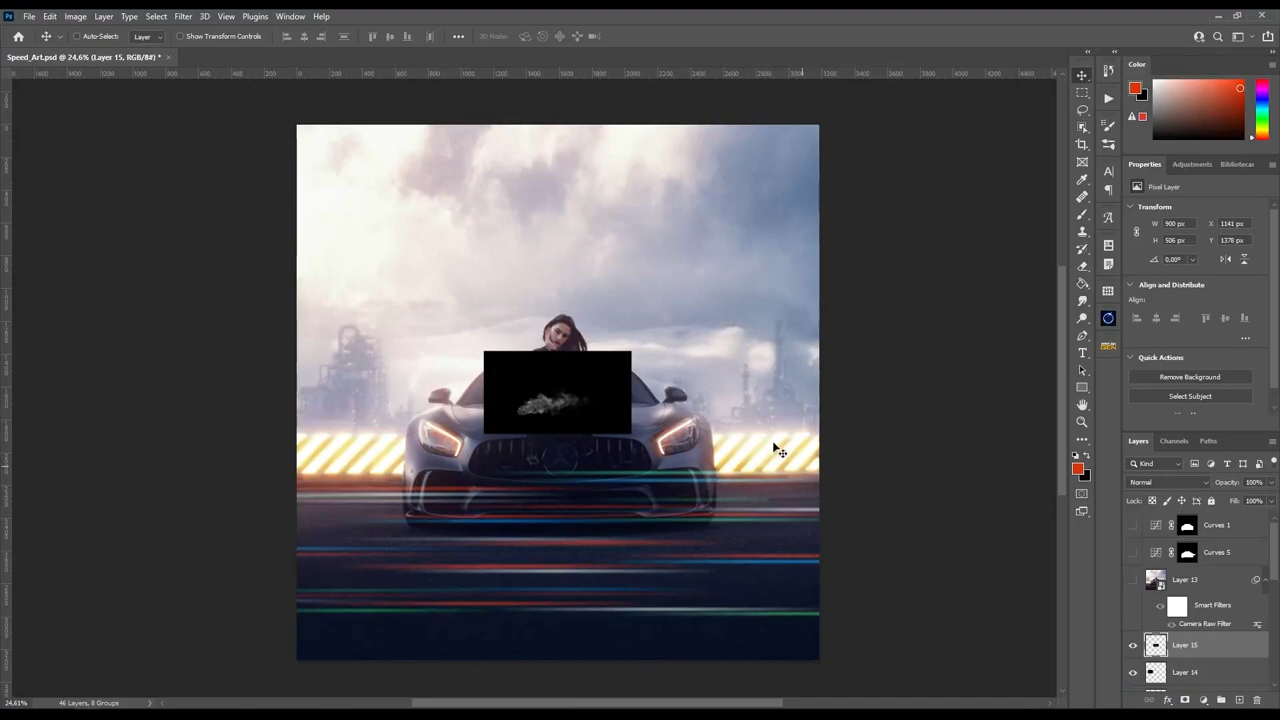 Ps File Edit Image Layer Type Select Filter 3D View Plugins Window Help
Auto-Select: Layer Show Transform Controls 3D Mode:
Speed_Art.psd @ 24,6% (Layer 15, RGB/8#) *
Color
Properties Adjustments Bibliotecas
Pixel Layer
Transform
W 900 px X 1141 px
H 506 px Y 1378 px
0,00°
Align and Distribute
Align:
Quick Actions
Remove Background
Select Subject
Layers Channels Paths
Kind
Normal Opacity: 100%
Lock: Fill: 100%
Curves 1
Curves 5
Layer 13
Smart Filters
Camera Raw Filter
Layer 15
Layer 14
24,61% 46 Layers, 8 Groups